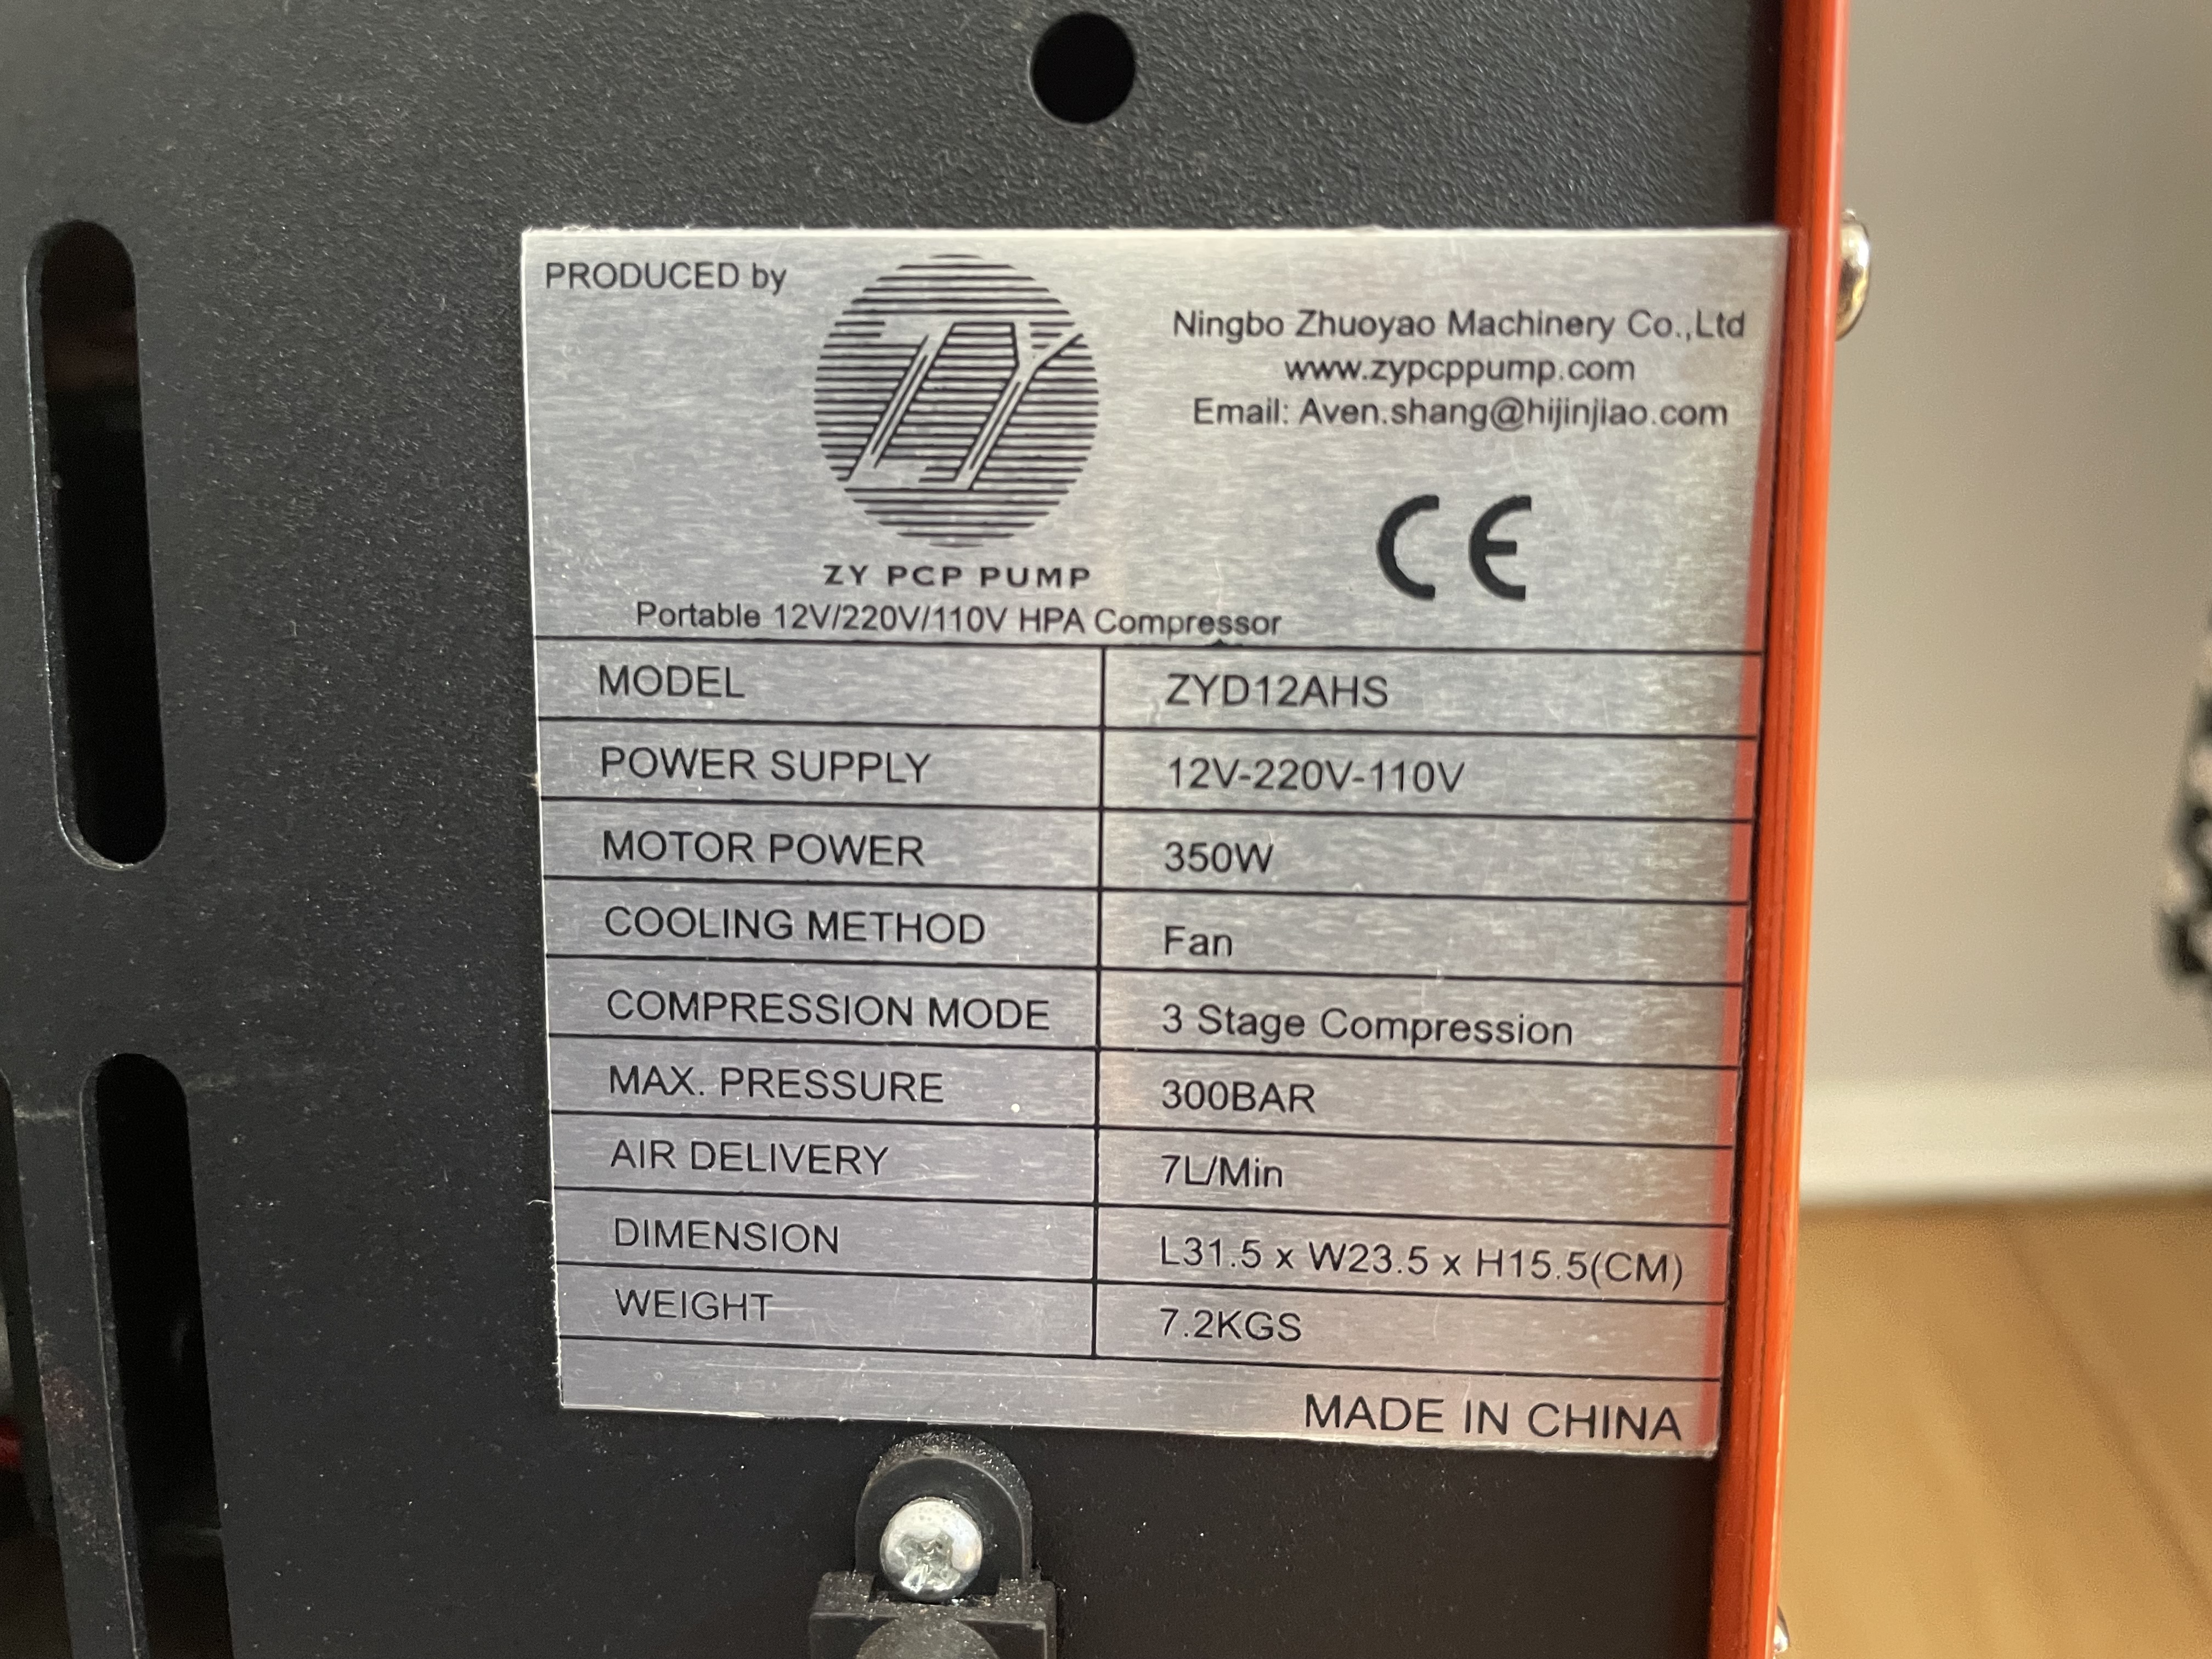 PRODUCED by
ZY
ZY PCP PUMP
Ningbo Zhuoyao Machinery Co.,Ltd
www.zypcppump.com
Email: Aven.shang@hijinjiao.com
CE
Portable 12V/220V/110V HPA Compressor
MODEL ZYD12AHS
POWER SUPPLY 12V-220V-110V
MOTOR POWER 350W
COOLING METHOD Fan
COMPRESSION MODE 3 Stage Compression
MAX. PRESSURE 300BAR
AIR DELIVERY 7L/Min
DIMENSION L31.5 x W23.5 x H15.5(CM)
WEIGHT 7.2KGS
MADE IN CHINA